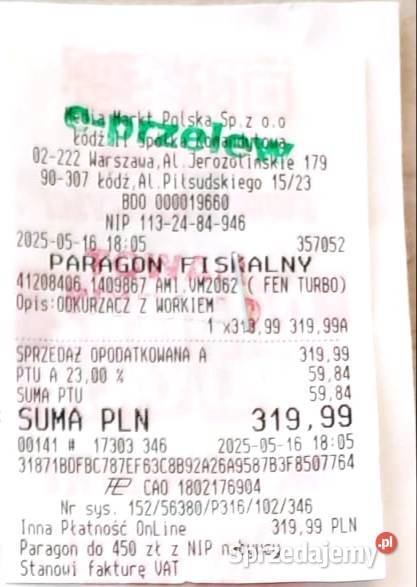 Media Markt Polska Sp.z o.o
Przelew
Łódź II Spółka Komandytowa
02-222 Warszawa,Al.Jerozolimskie 179
90-307 Łódź,Al.Piłsudskiego 15/23
BDO 000019660
NIP 113-24-84-946
2025-05-16 18:05 357052
PARAGON FISKALNY
41208406.1409867 AMI.VM2062 ( FEN TURBO)
Opis:ODKURZACZ Z WORKIEM
1 x319,99 319,99A
SPRZEDAŻ OPODATKOWANA A 319,99
PTU A 23,00 % 59,84
SUMA PTU 59,84
SUMA PLN 319,99
00141 # 17303 346 2025-05-16 18:05
31871BDFBC787EF63C8B92A26A9587B3F8507764
CAO 1802176904
Nr sys. 152/56380/P316/102/346
Inna Płatność OnLine 319,99 PLN
Paragon do 450 zł z NIP nabywcy
Stanowi fakturę VAT
Sprzedajemy.pl